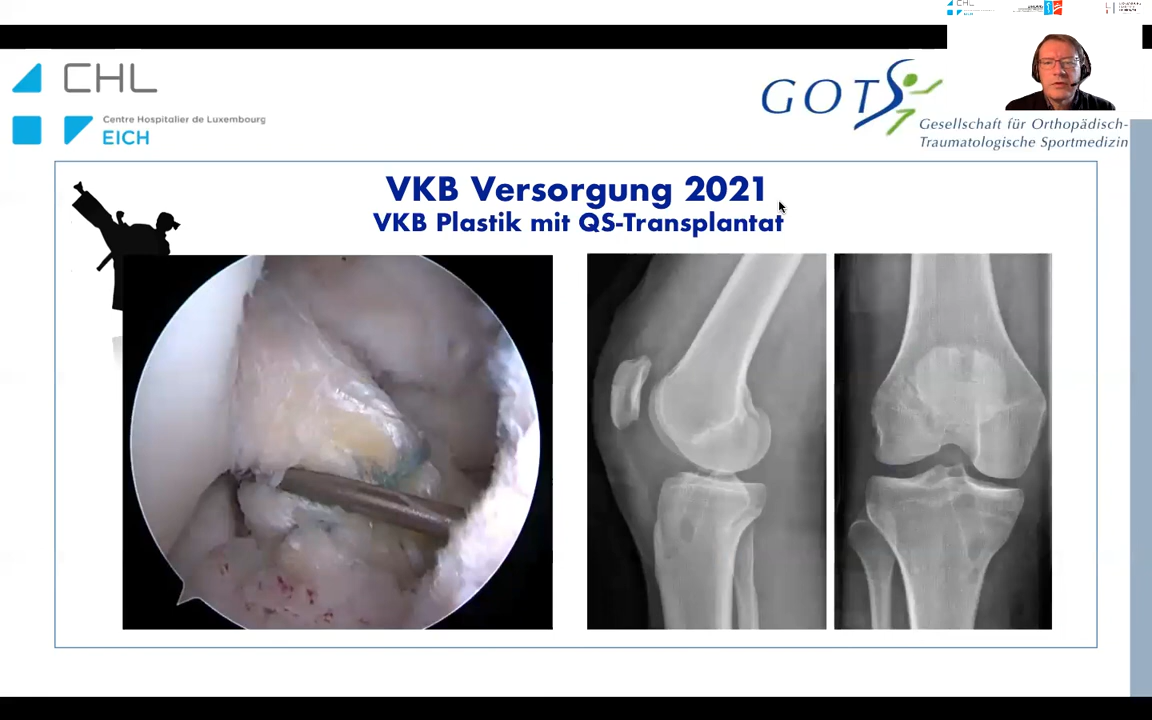 CHL
CHL
Centre Hospitalier de Luxembourg
EICH
GOTS
Gesellschaft für Orthopädisch-
Traumatologische Sportmedizin
VKB Versorgung 2021
VKB Plastik mit QS-Transplantat